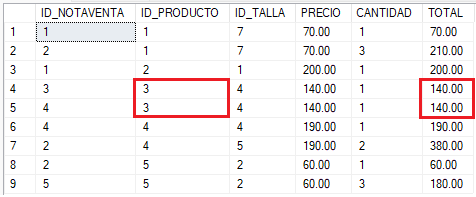 ID_NOTAVENTA ID_PRODUCTO ID_TALLA PRECIO CANTIDAD TOTAL
1 1 1 7 70.00 1 70.00
2 2 1 7 70.00 3 210.00
3 1 2 1 200.00 1 200.00
4 3 3 4 140.00 1 140.00
5 4 3 4 140.00 1 140.00
6 4 4 4 190.00 1 190.00
7 2 4 5 190.00 2 380.00
8 2 5 2 60.00 1 60.00
9 5 5 2 60.00 3 180.00